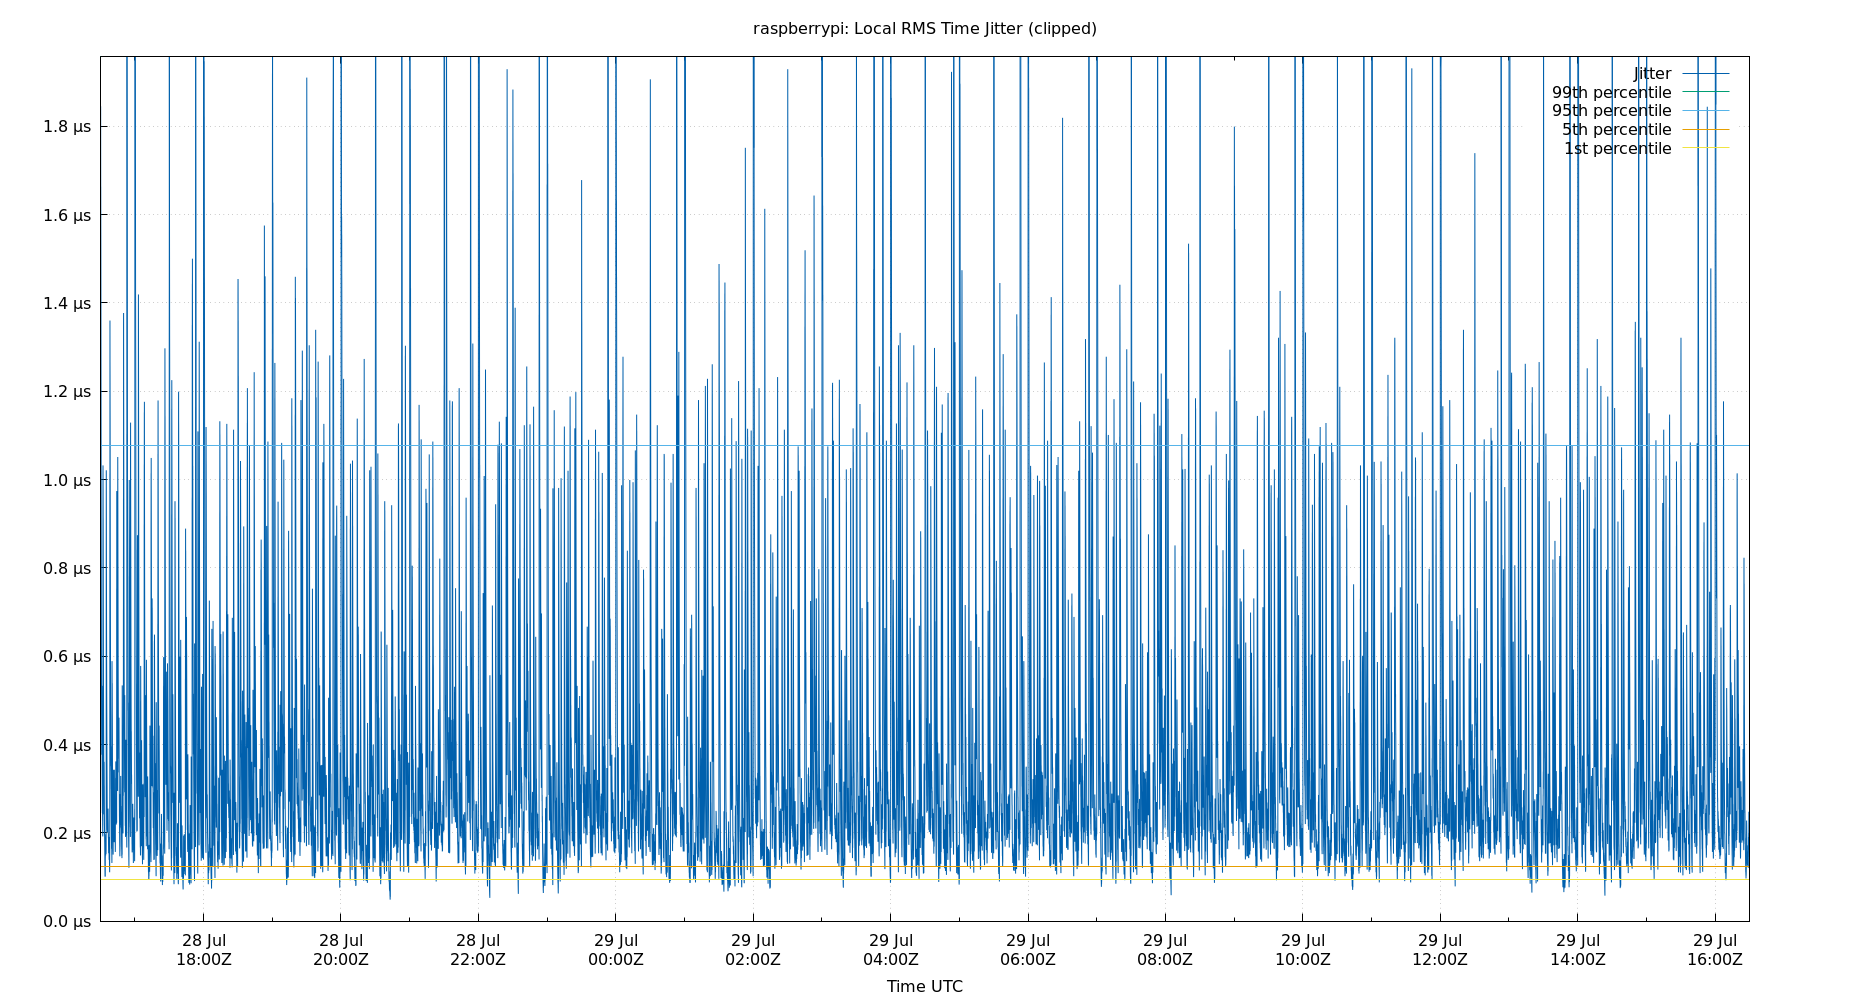 raspberrypi: Local RMS Time Jitter (clipped)
Jitter
99th percentile
95th percentile
5th percentile
1st percentile
1.8 µs
1.6 µs
1.4 µs
1.2 µs
1.0 µs
0.8 µs
0.6 µs
0.4 µs
0.2 µs
0.0 µs
28 Jul 28 Jul 28 Jul 29 Jul 29 Jul 29 Jul 29 Jul 29 Jul 29 Jul 29 Jul 29 Jul 29 Jul
18:00Z 20:00Z 22:00Z 00:00Z 02:00Z 04:00Z 06:00Z 08:00Z 10:00Z 12:00Z 14:00Z 16:00Z
Time UTC